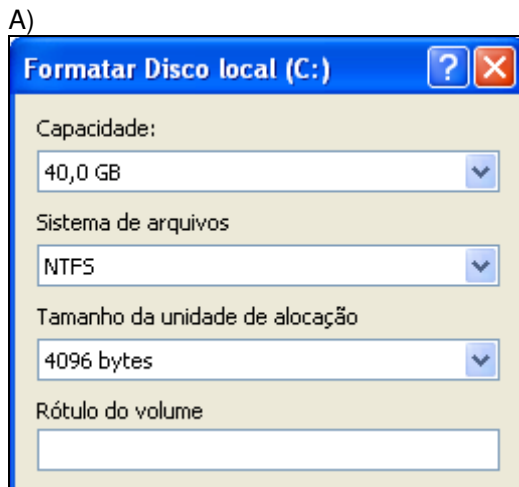 A)
Formatar Disco local (C:)
Capacidade:
40,0 GB
Sistema de arquivos
NTFS
Tamanho da unidade de alocação
4096 bytes
Rótulo do volume